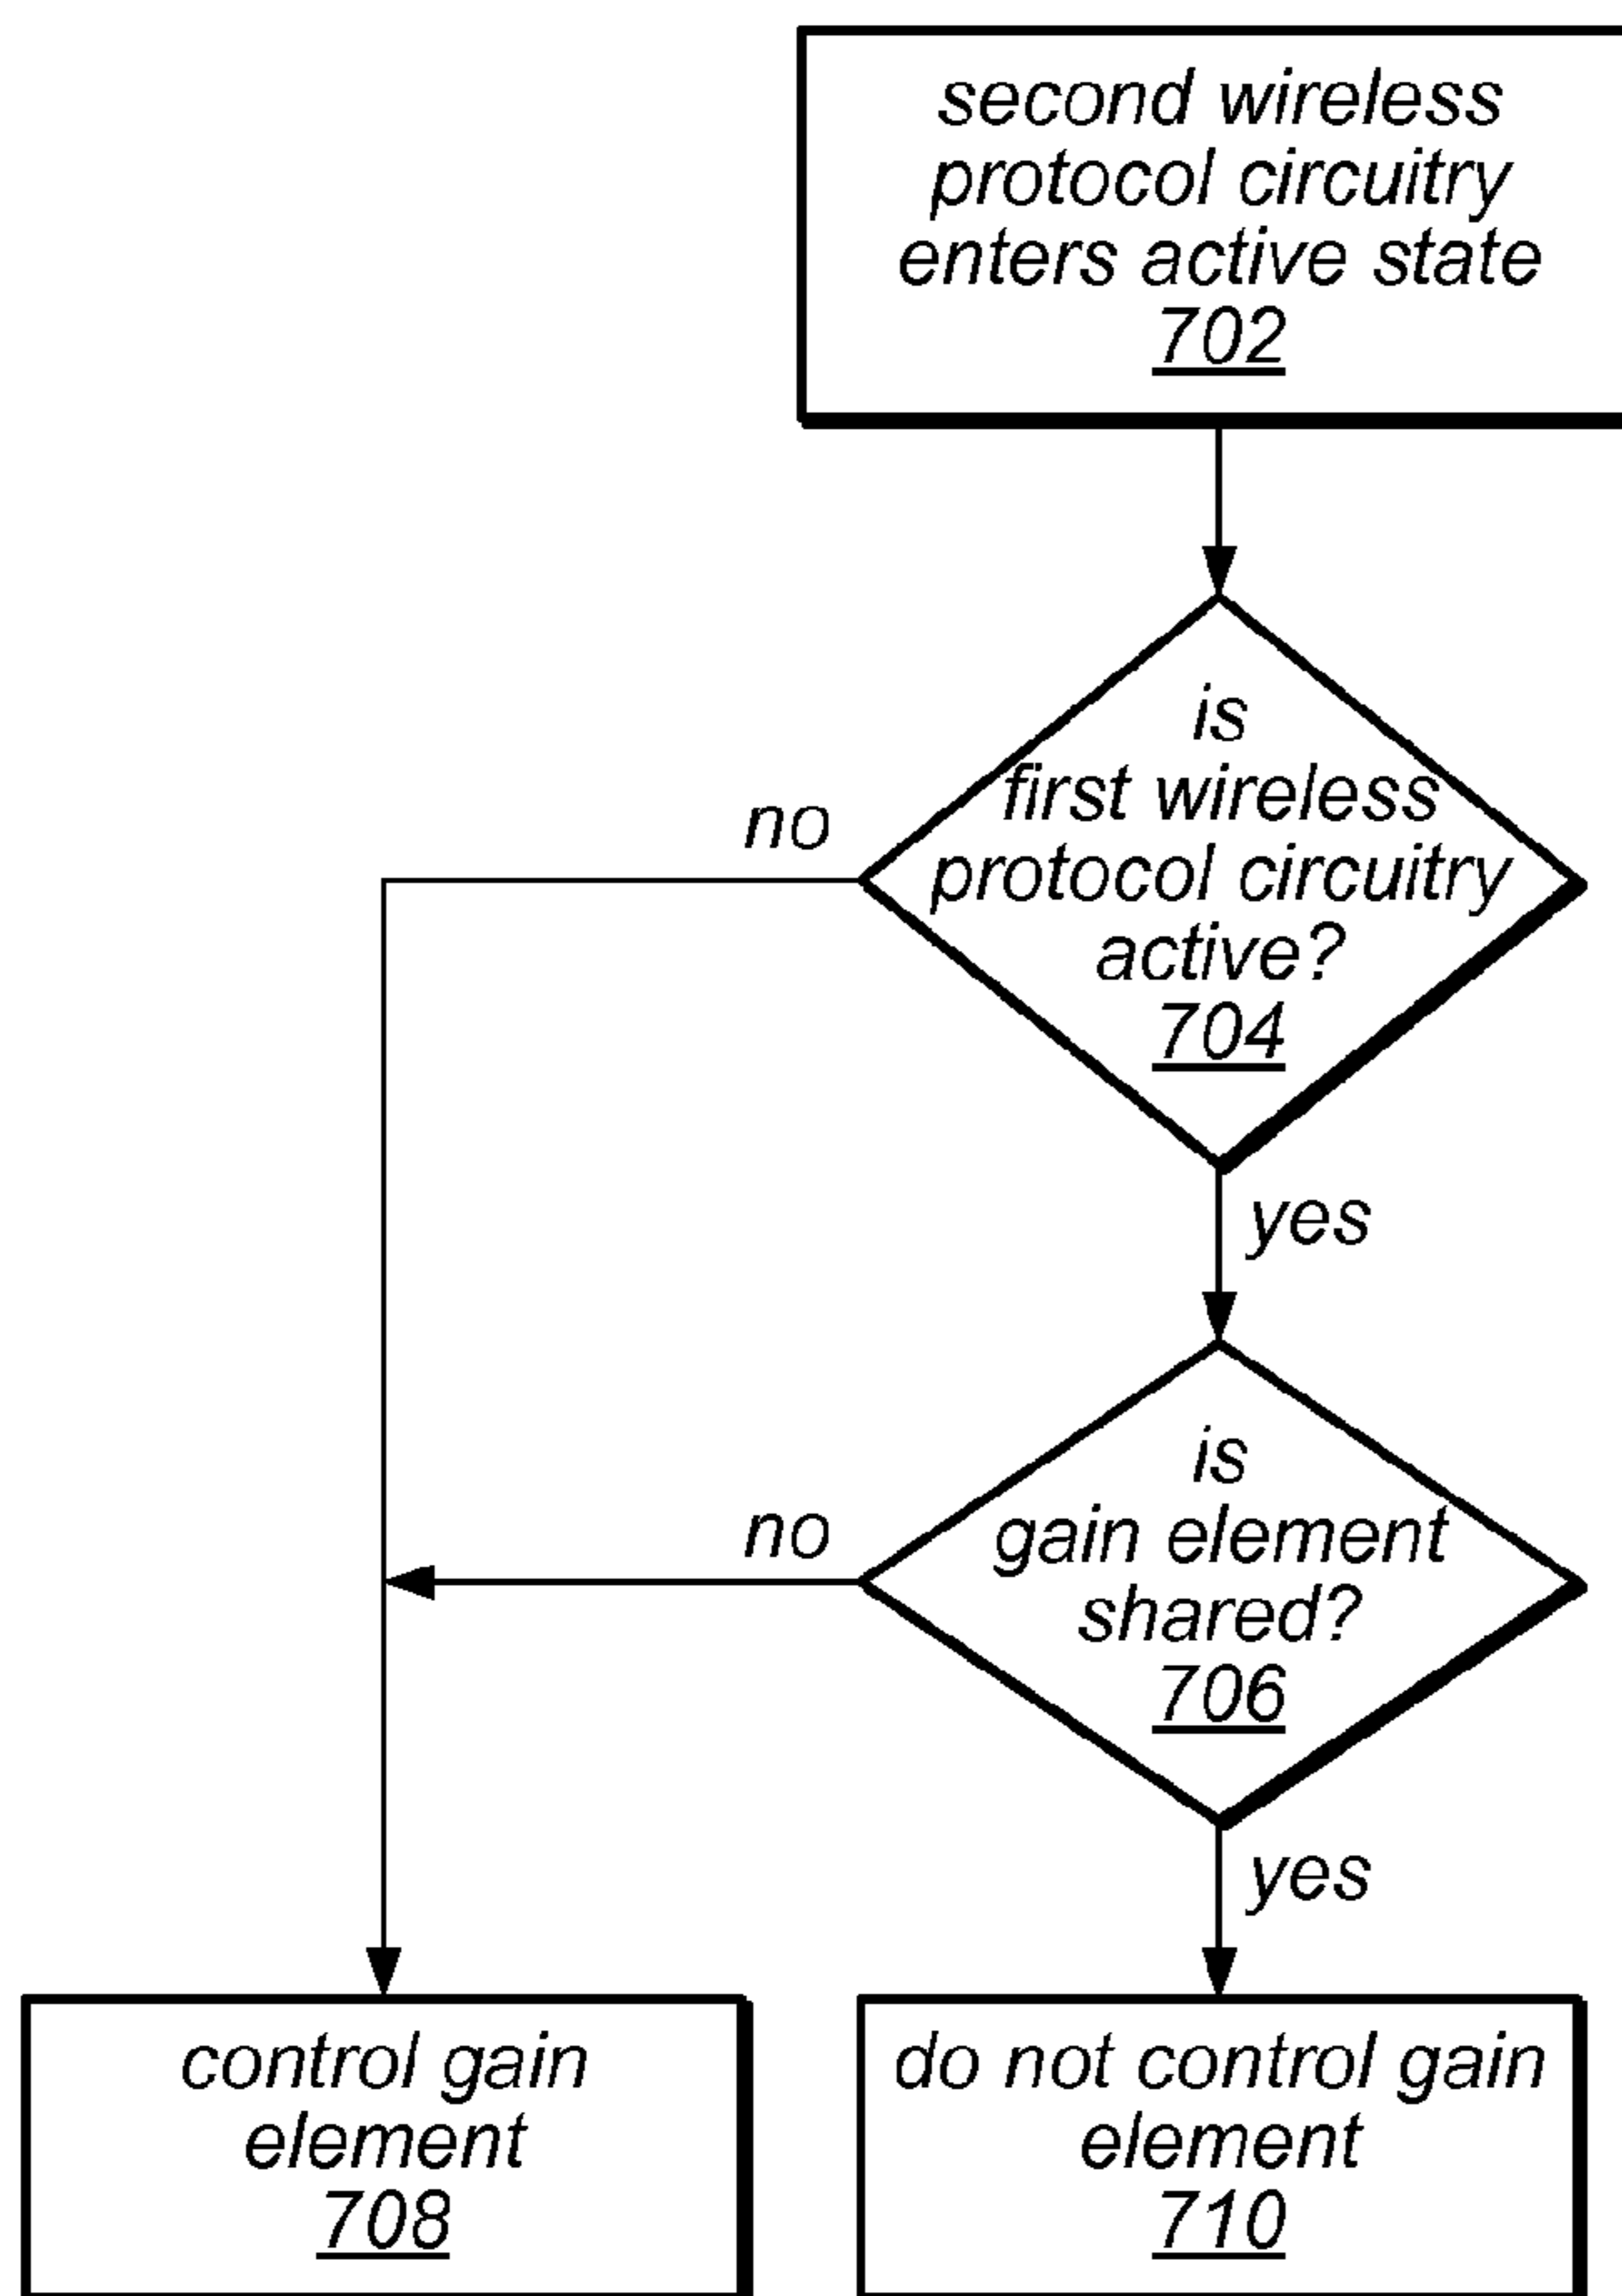 second wireless
protocol circuitry
enters active state
702
is
first wireless
protocol circuitry
active?
704
no
yes
is
gain element
shared?
706
no
yes
control gain
element
708
do not control gain
element
710